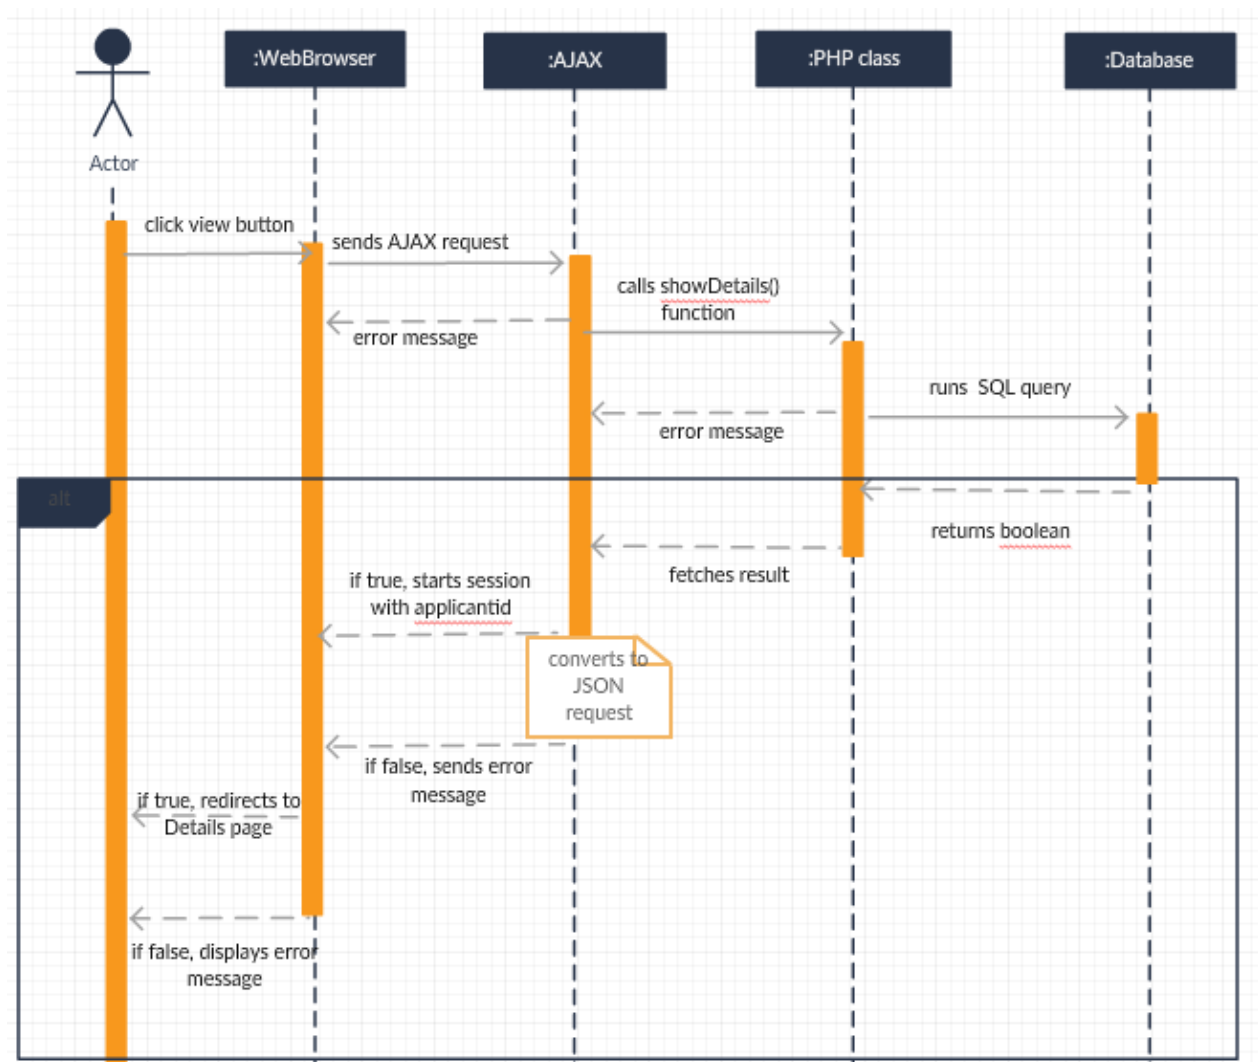 :WebBrowser
:AJAX
:PHP class
:Database
Actor
click view button
sends AJAX request
calls showDetails()
function
error message
runs SQL query
error message
alt
returns boolean
fetches result
if true, starts session
with applicantid
converts to
JSON
request
if false, sends error
message
if true, redirects to
Details page
if false, displays error
message